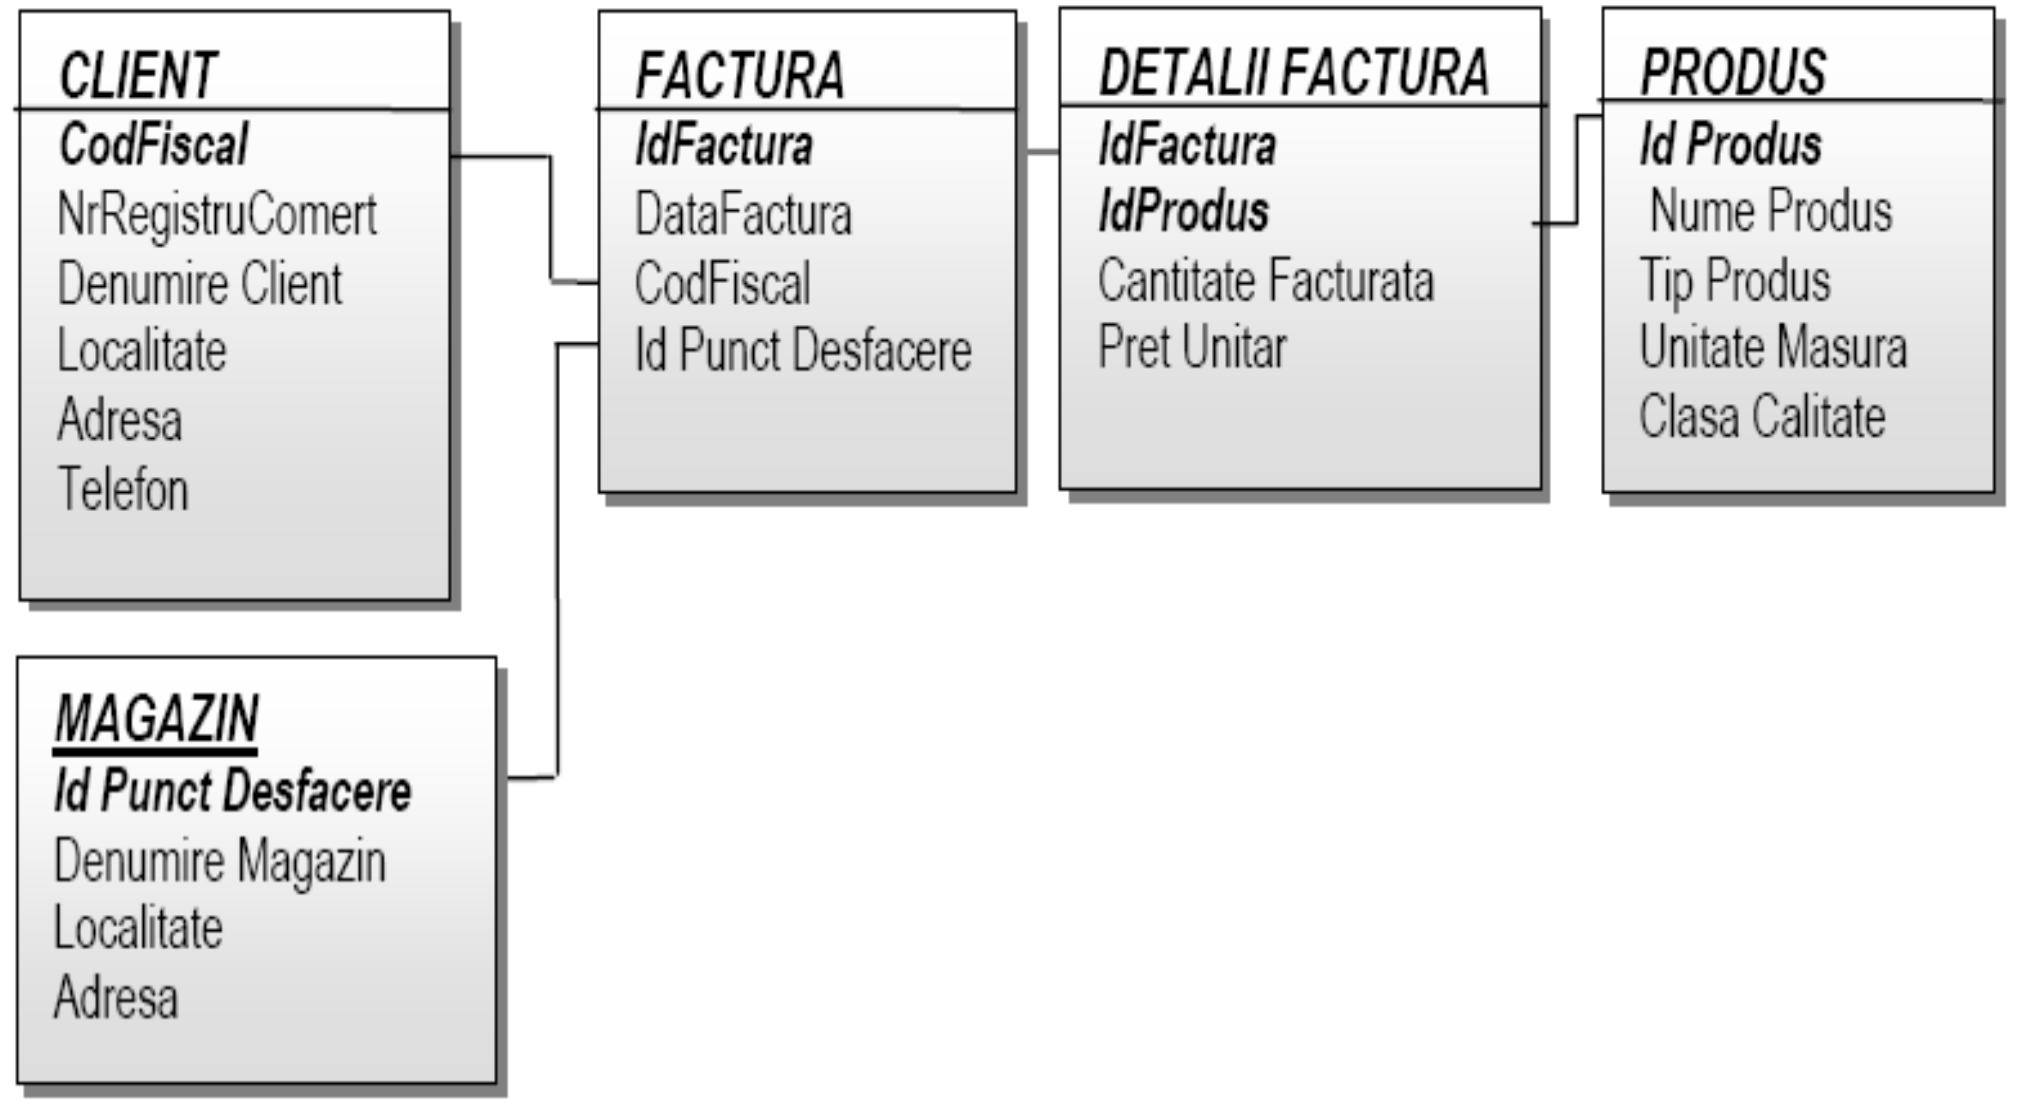 CLIENT
CodFiscal
NrRegistruComert
Denumire Client
Localitate
Adresa
Telefon
FACTURA
IdFactura
DataFactura
CodFiscal
Id Punct Desfacere
DETALII FACTURA
IdFactura
IdProdus
Cantitate Facturata
Pret Unitar
PRODUS
Id Produs
Nume Produs
Tip Produs
Unitate Masura
Clasa Calitate
MAGAZIN
Id Punct Desfacere
Denumire Magazin
Localitate
Adresa